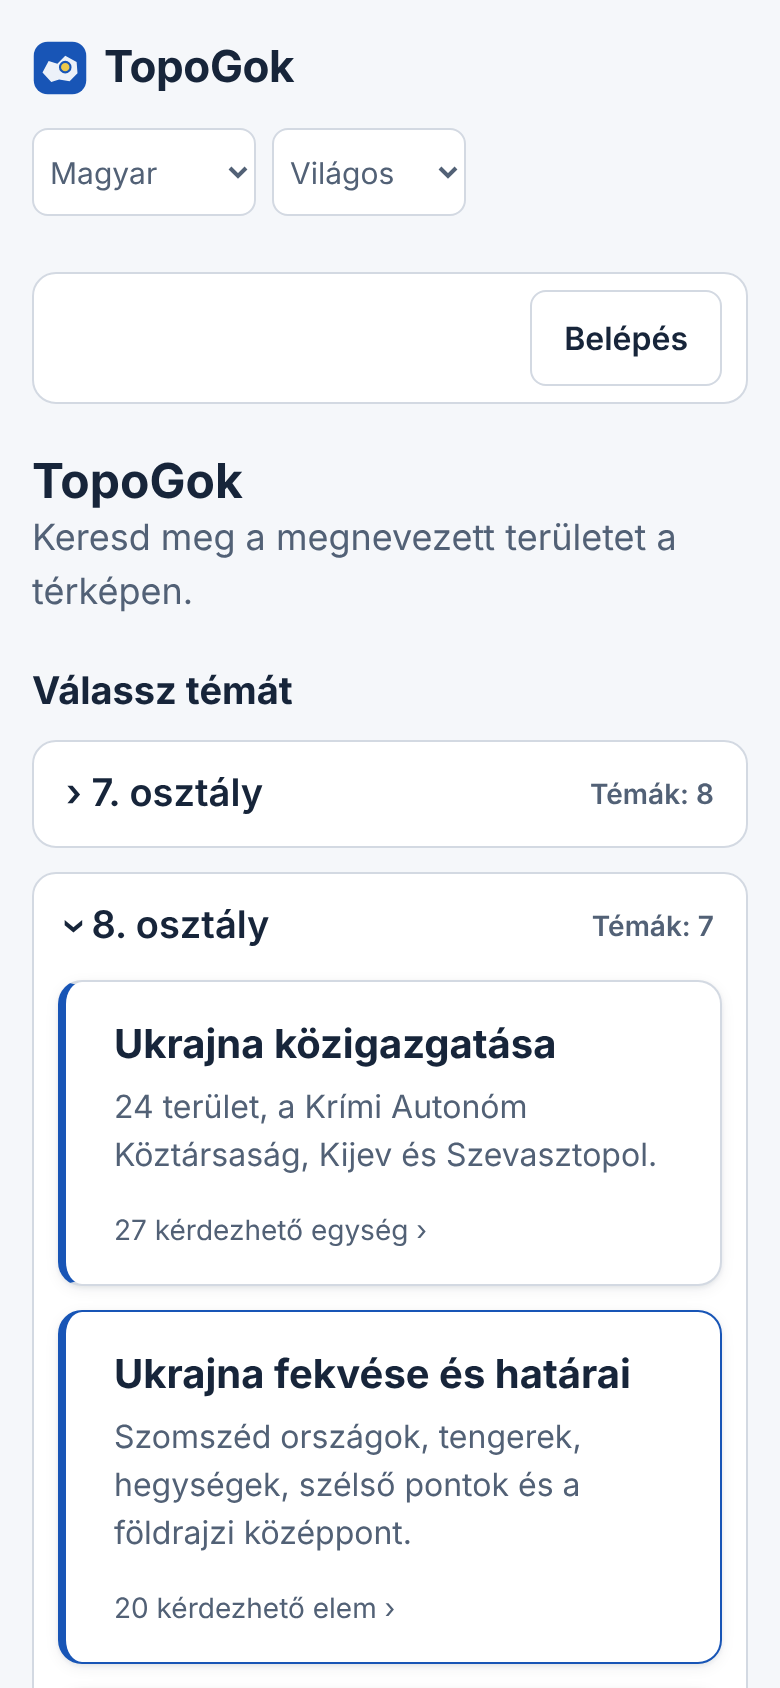 TopoGok
Magyar
Világos
Belépés
TopoGok
Keresd meg a megnevezett területet a
térképen.
Válassz témát
› 7. osztály
Témák: 8
8. osztály
Témák: 7
Ukrajna közigazgatása
24 terület, a Krími Autonóm
Köztársaság, Kijev és Szevasztopol.
27 kérdezhető egység ›
Ukrajna fekvése és határai
Szomszéd országok, tengerek,
hegységek, szélső pontok és a
földrajzi középpont.
20 kérdezhető elem ›